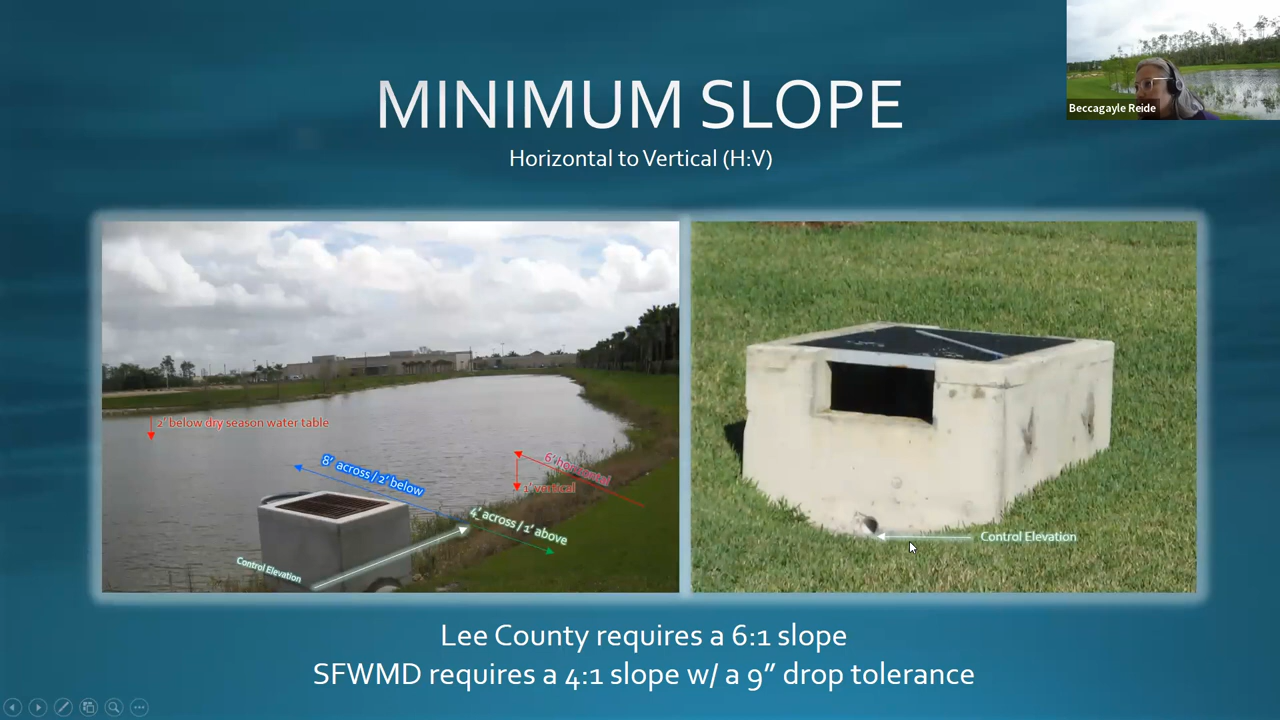 MINIMUM SLOPE
Horizontal to Vertical (H:V)
Beccagayle Reide
2' below dry season water table
8' across / 2' below
6' horizontal
1' vertical
4' across / 1' above
Control Elevation
Control Elevation
Lee County requires a 6:1 slope
SFWMD requires a 4:1 slope w/ a 9” drop tolerance